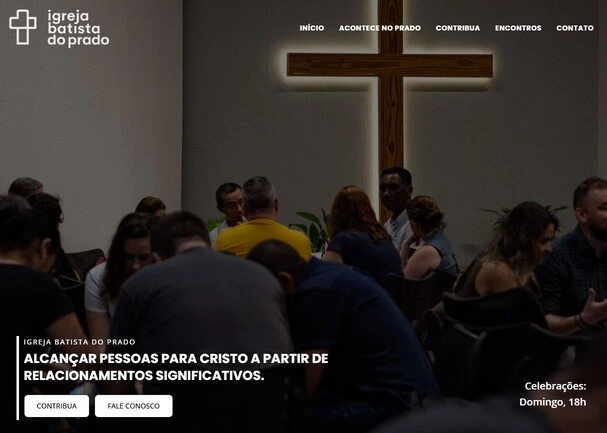 igreja
batista
do prado
INÍCIO ACONTECE NO PRADO CONTRIBUA ENCONTROS CONTATO
IGREJA BATISTA DO PRADO
ALCANÇAR PESSOAS PARA CRISTO A PARTIR DE
RELACIONAMENTOS SIGNIFICATIVOS.
CONTRIBUA FALE CONOSCO
Celebrações:
Domingo, 18h